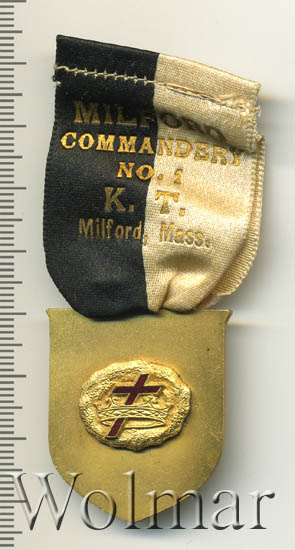 MILFORD
COMMANDERY
NO. 1
K. T.
Milford, Mass.
Wolmar